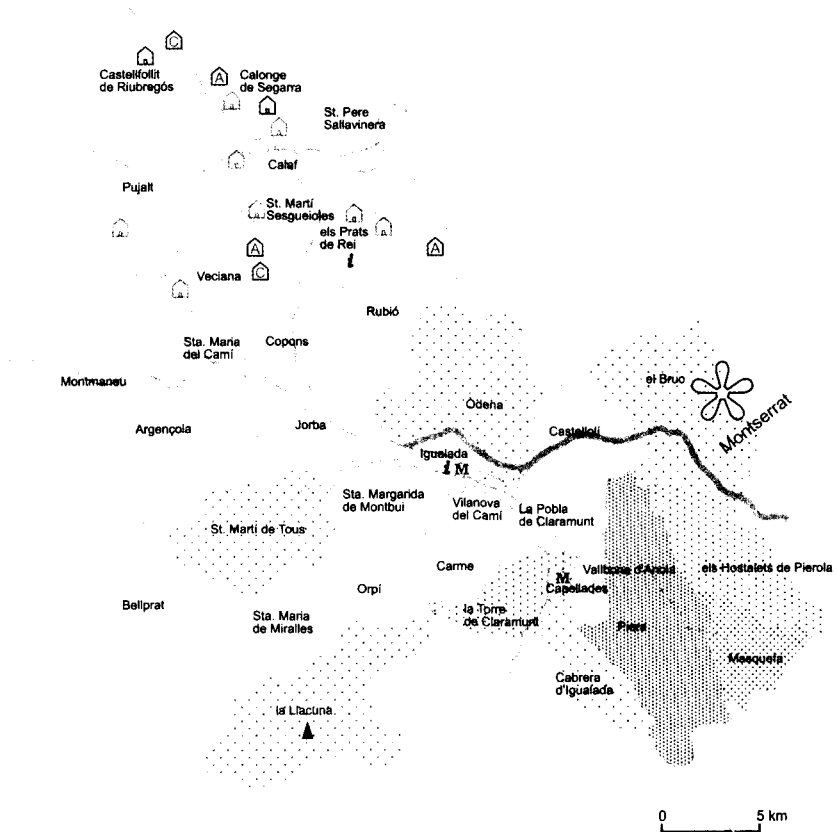 C
Castellfollit
de Riubregós
A
Calonge
de Segarra
St. Pere
Sallavinera
Calaf
Pujalt
St. Martí
Sesgueioles
els Prats
de Rei
i
A
C
A
Veciana
Rubió
Sta. Maria
del Camí
Copons
Montmaneu
el Bruc
Òdena
Montserrat
Argençola
Jorba
Castellolí
Igualada
i M
Sta. Margarida
de Montbui
Vilanova
del Camí
La Pobla
de Claramunt
St. Martí de Tous
Carme
M
Capellades
Vallbona d'Anoia
els Hostalets de Pierola
Orpí
Bellprat
Sta. Maria
de Miralles
la Torre
de Claramunt
Piera
Masquefa
Cabrera
d'Igualada
la Llacuna
0 5 km